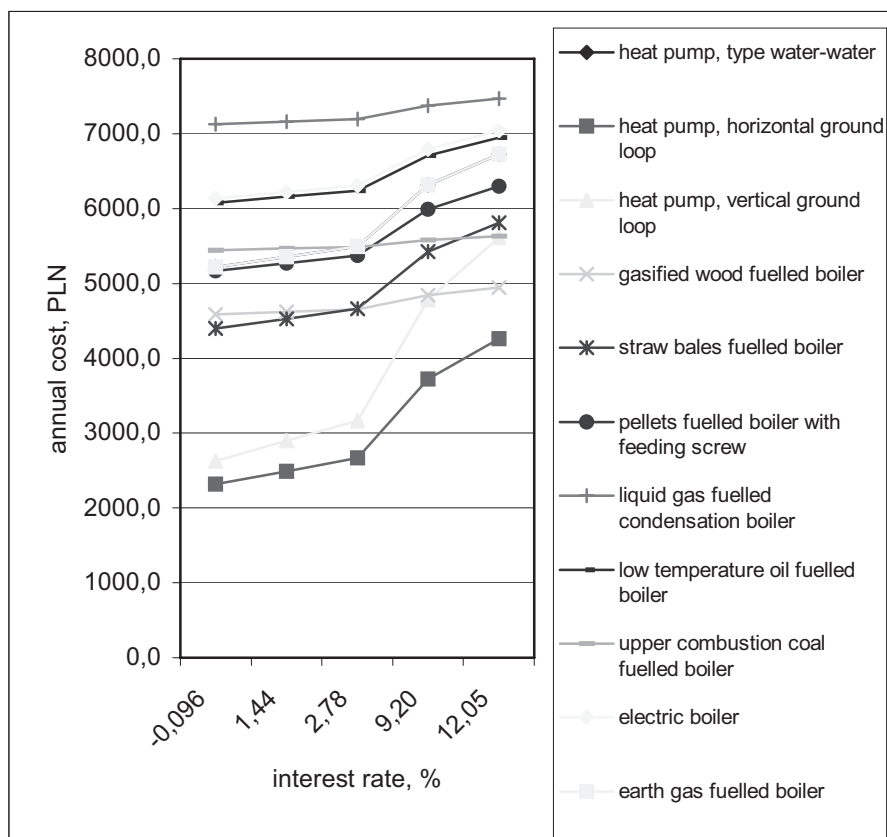 8000,0
7000,0
6000,0
5000,0
4000,0
3000,0
2000,0
1000,0
0,0
annual cost, PLN
-0,096
1,44
2,78
9,20
12,05
interest rate, %
heat pump, type water-water
heat pump, horizontal ground
loop
heat pump, vertical ground
loop
gasified wood fuelled boiler
straw bales fuelled boiler
pellets fuelled boiler with
feeding screw
liquid gas fuelled
condensation boiler
low temperature oil fuelled
boiler
upper combustion coal
fuelled boiler
electric boiler
earth gas fuelled boiler